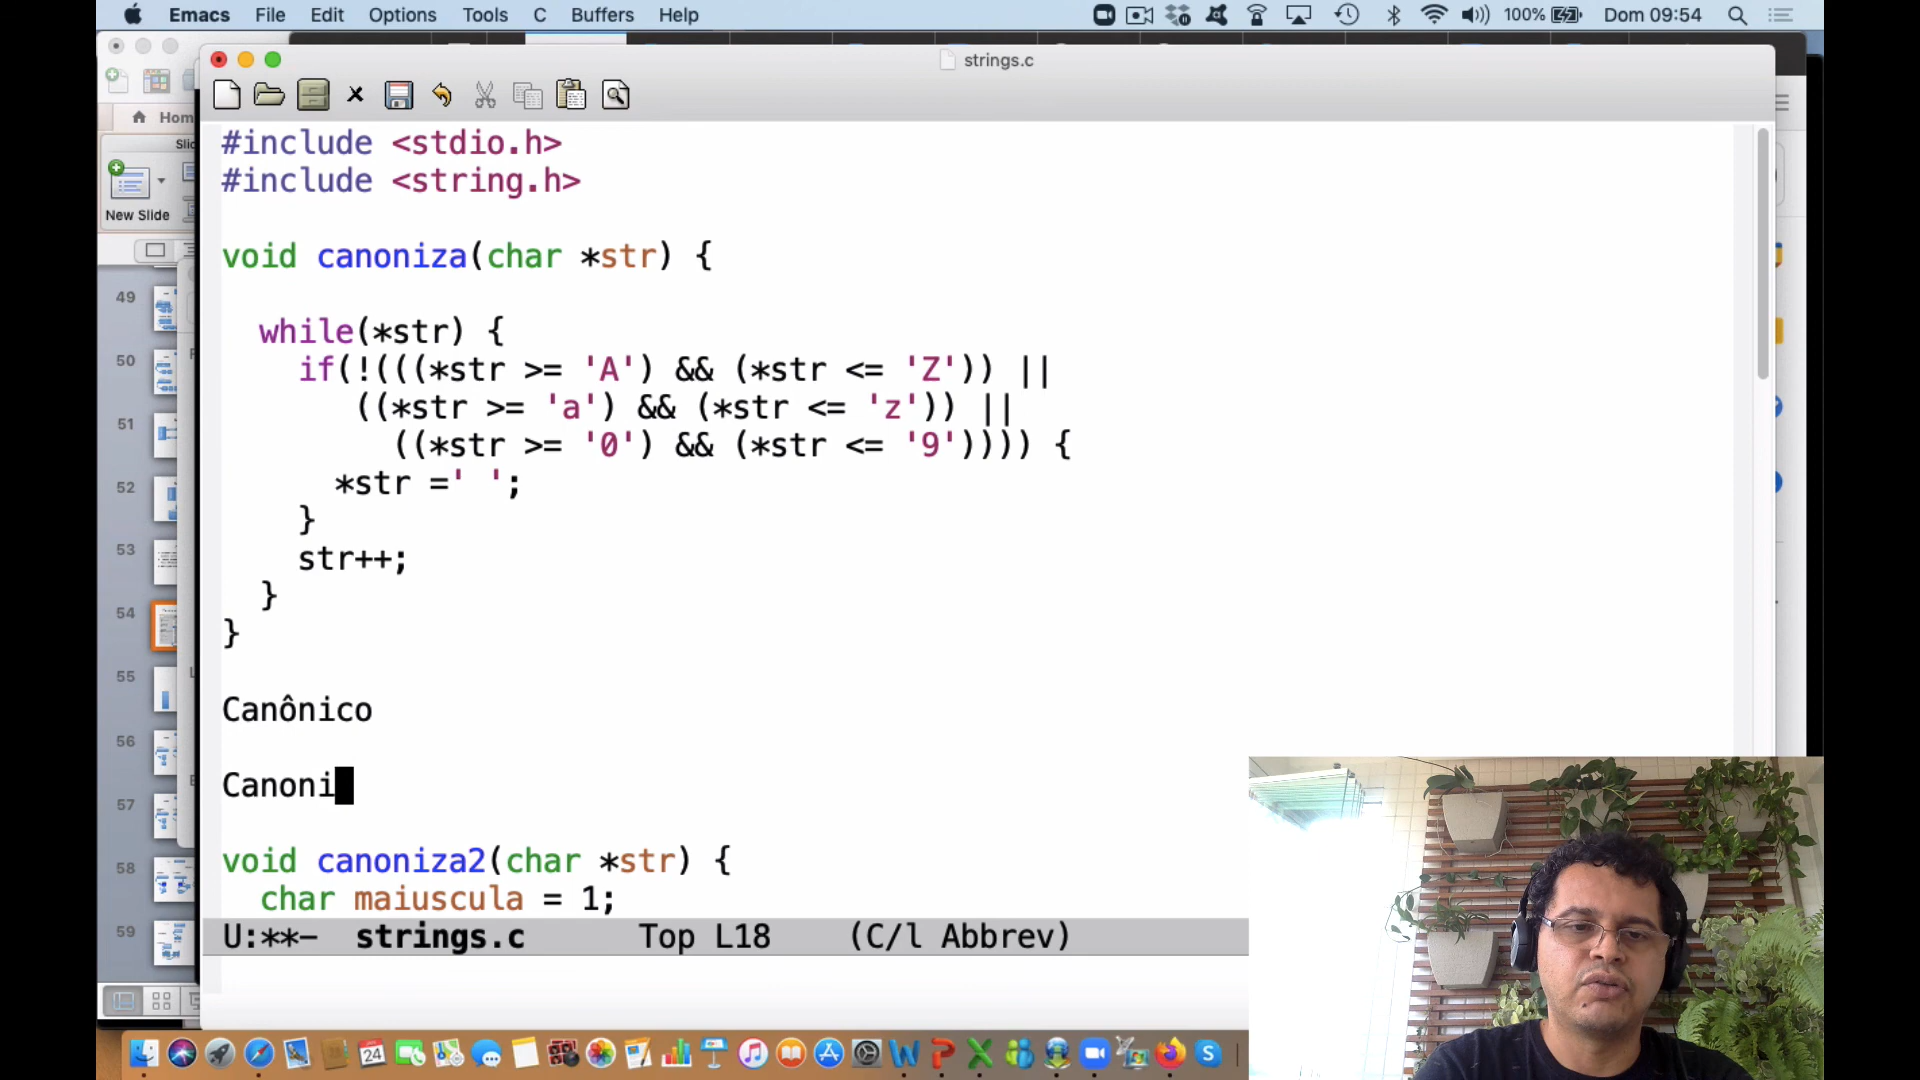 Emacs File Edit Options Tools C Buffers Help 100% Dom 09:54
strings.c
Hom
Slid
New Slide
#include <stdio.h>
#include <string.h>
void canoniza(char *str) {
while(*str) {
if(!(((*str >= 'A') && (*str <= 'Z')) ||
((*str >= 'a') && (*str <= 'z')) ||
((*str >= '0') && (*str <= '9')))) {
*str =' ';
}
str++;
}
}
Canônico
Canoni
void canoniza2(char *str) {
char maiuscula = 1;
U:**- strings.c Top L18 (C/l Abbrev)
49
50
51
52
53
54
55
56
57
58
59
24